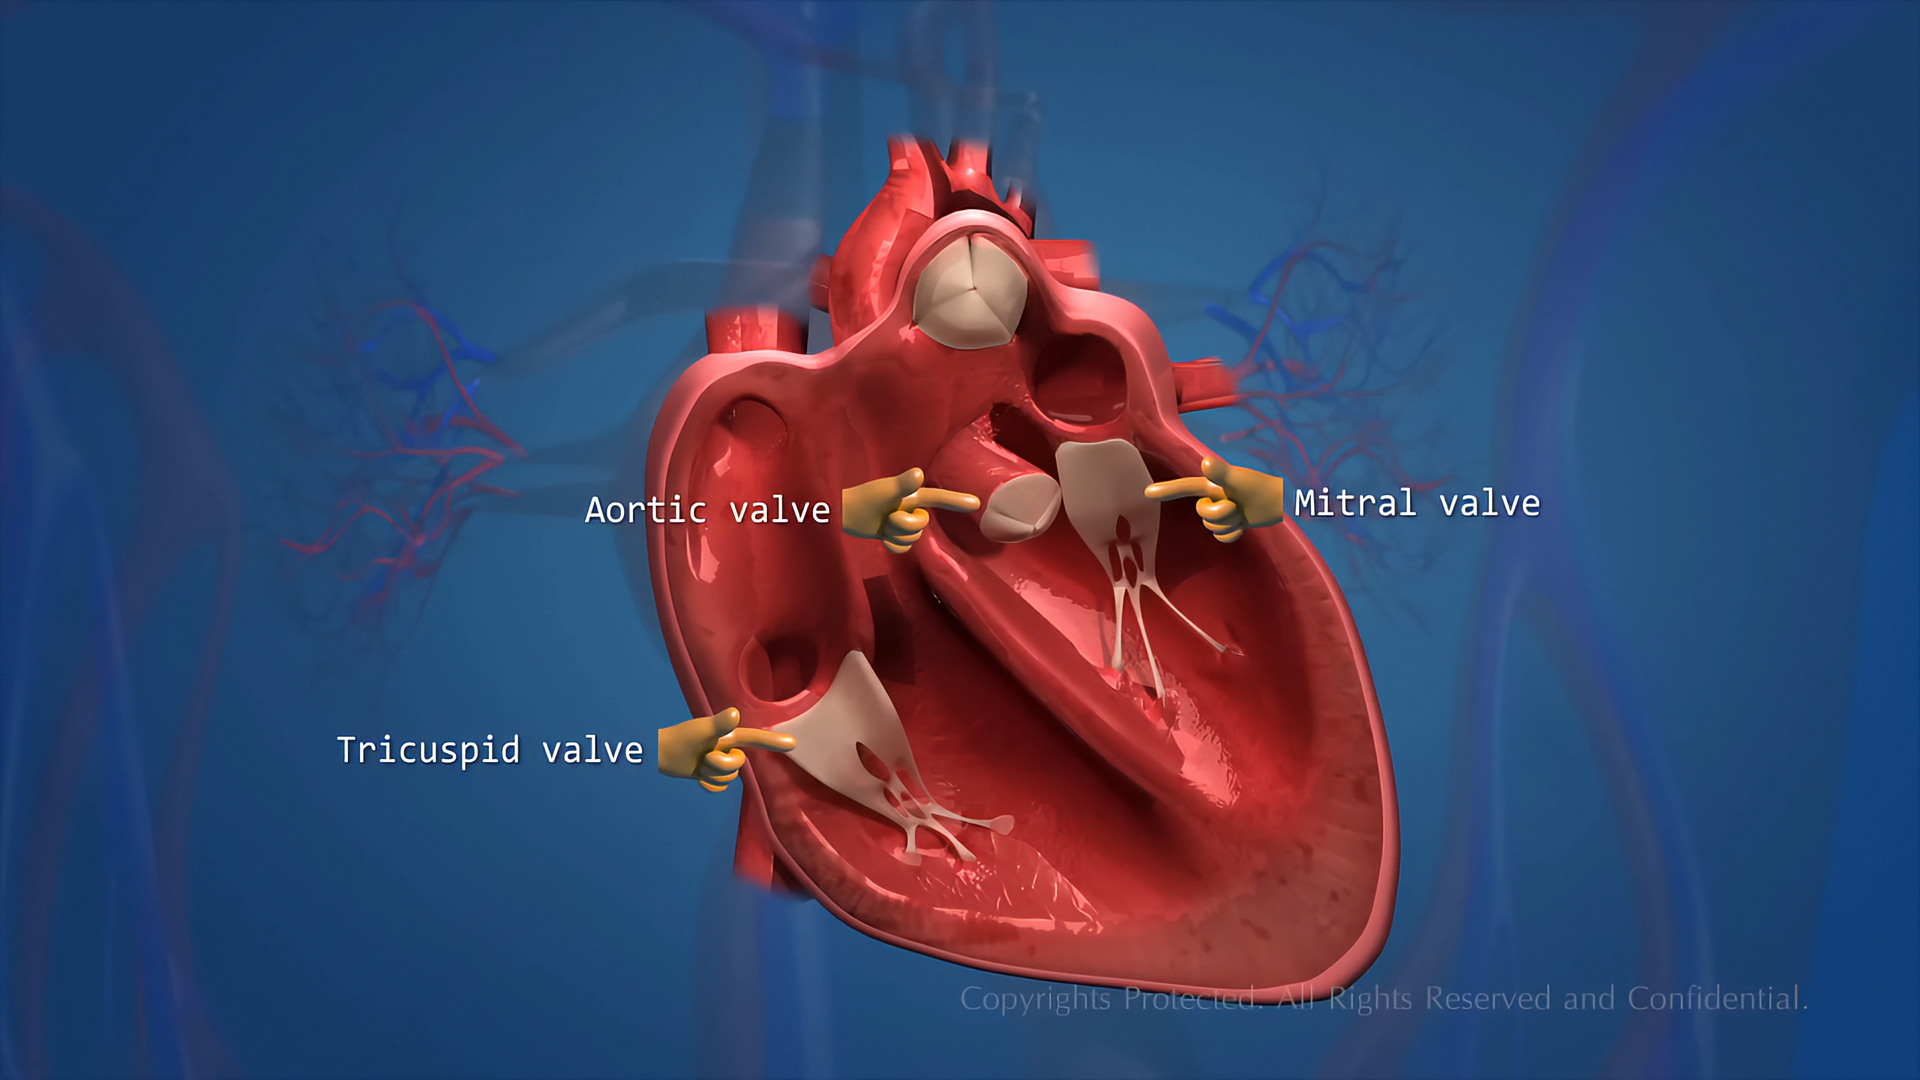 Aortic valve
Mitral valve
Tricuspid valve
Copyrights Protected. All Rights Reserved and Confidential.